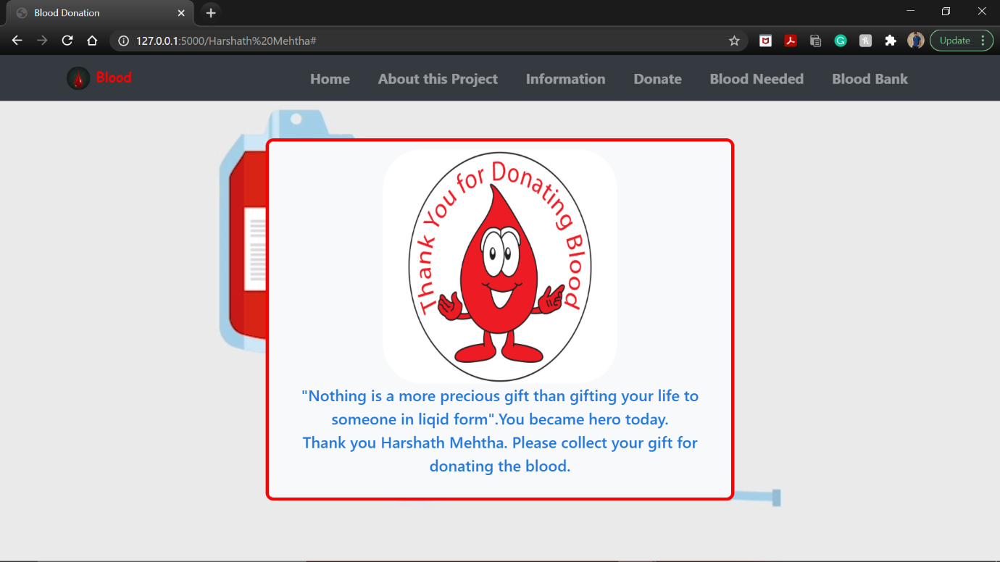 Blood Donation
127.0.0.1:5000/Harshath%20Mehtha#
Update
Blood
Home
About this Project
Information
Donate
Blood Needed
Blood Bank
Thank You for Donating Blood
"Nothing is a more precious gift than gifting your life to
someone in liqid form".You became hero today.
Thank you Harshath Mehtha. Please collect your gift for
donating the blood.